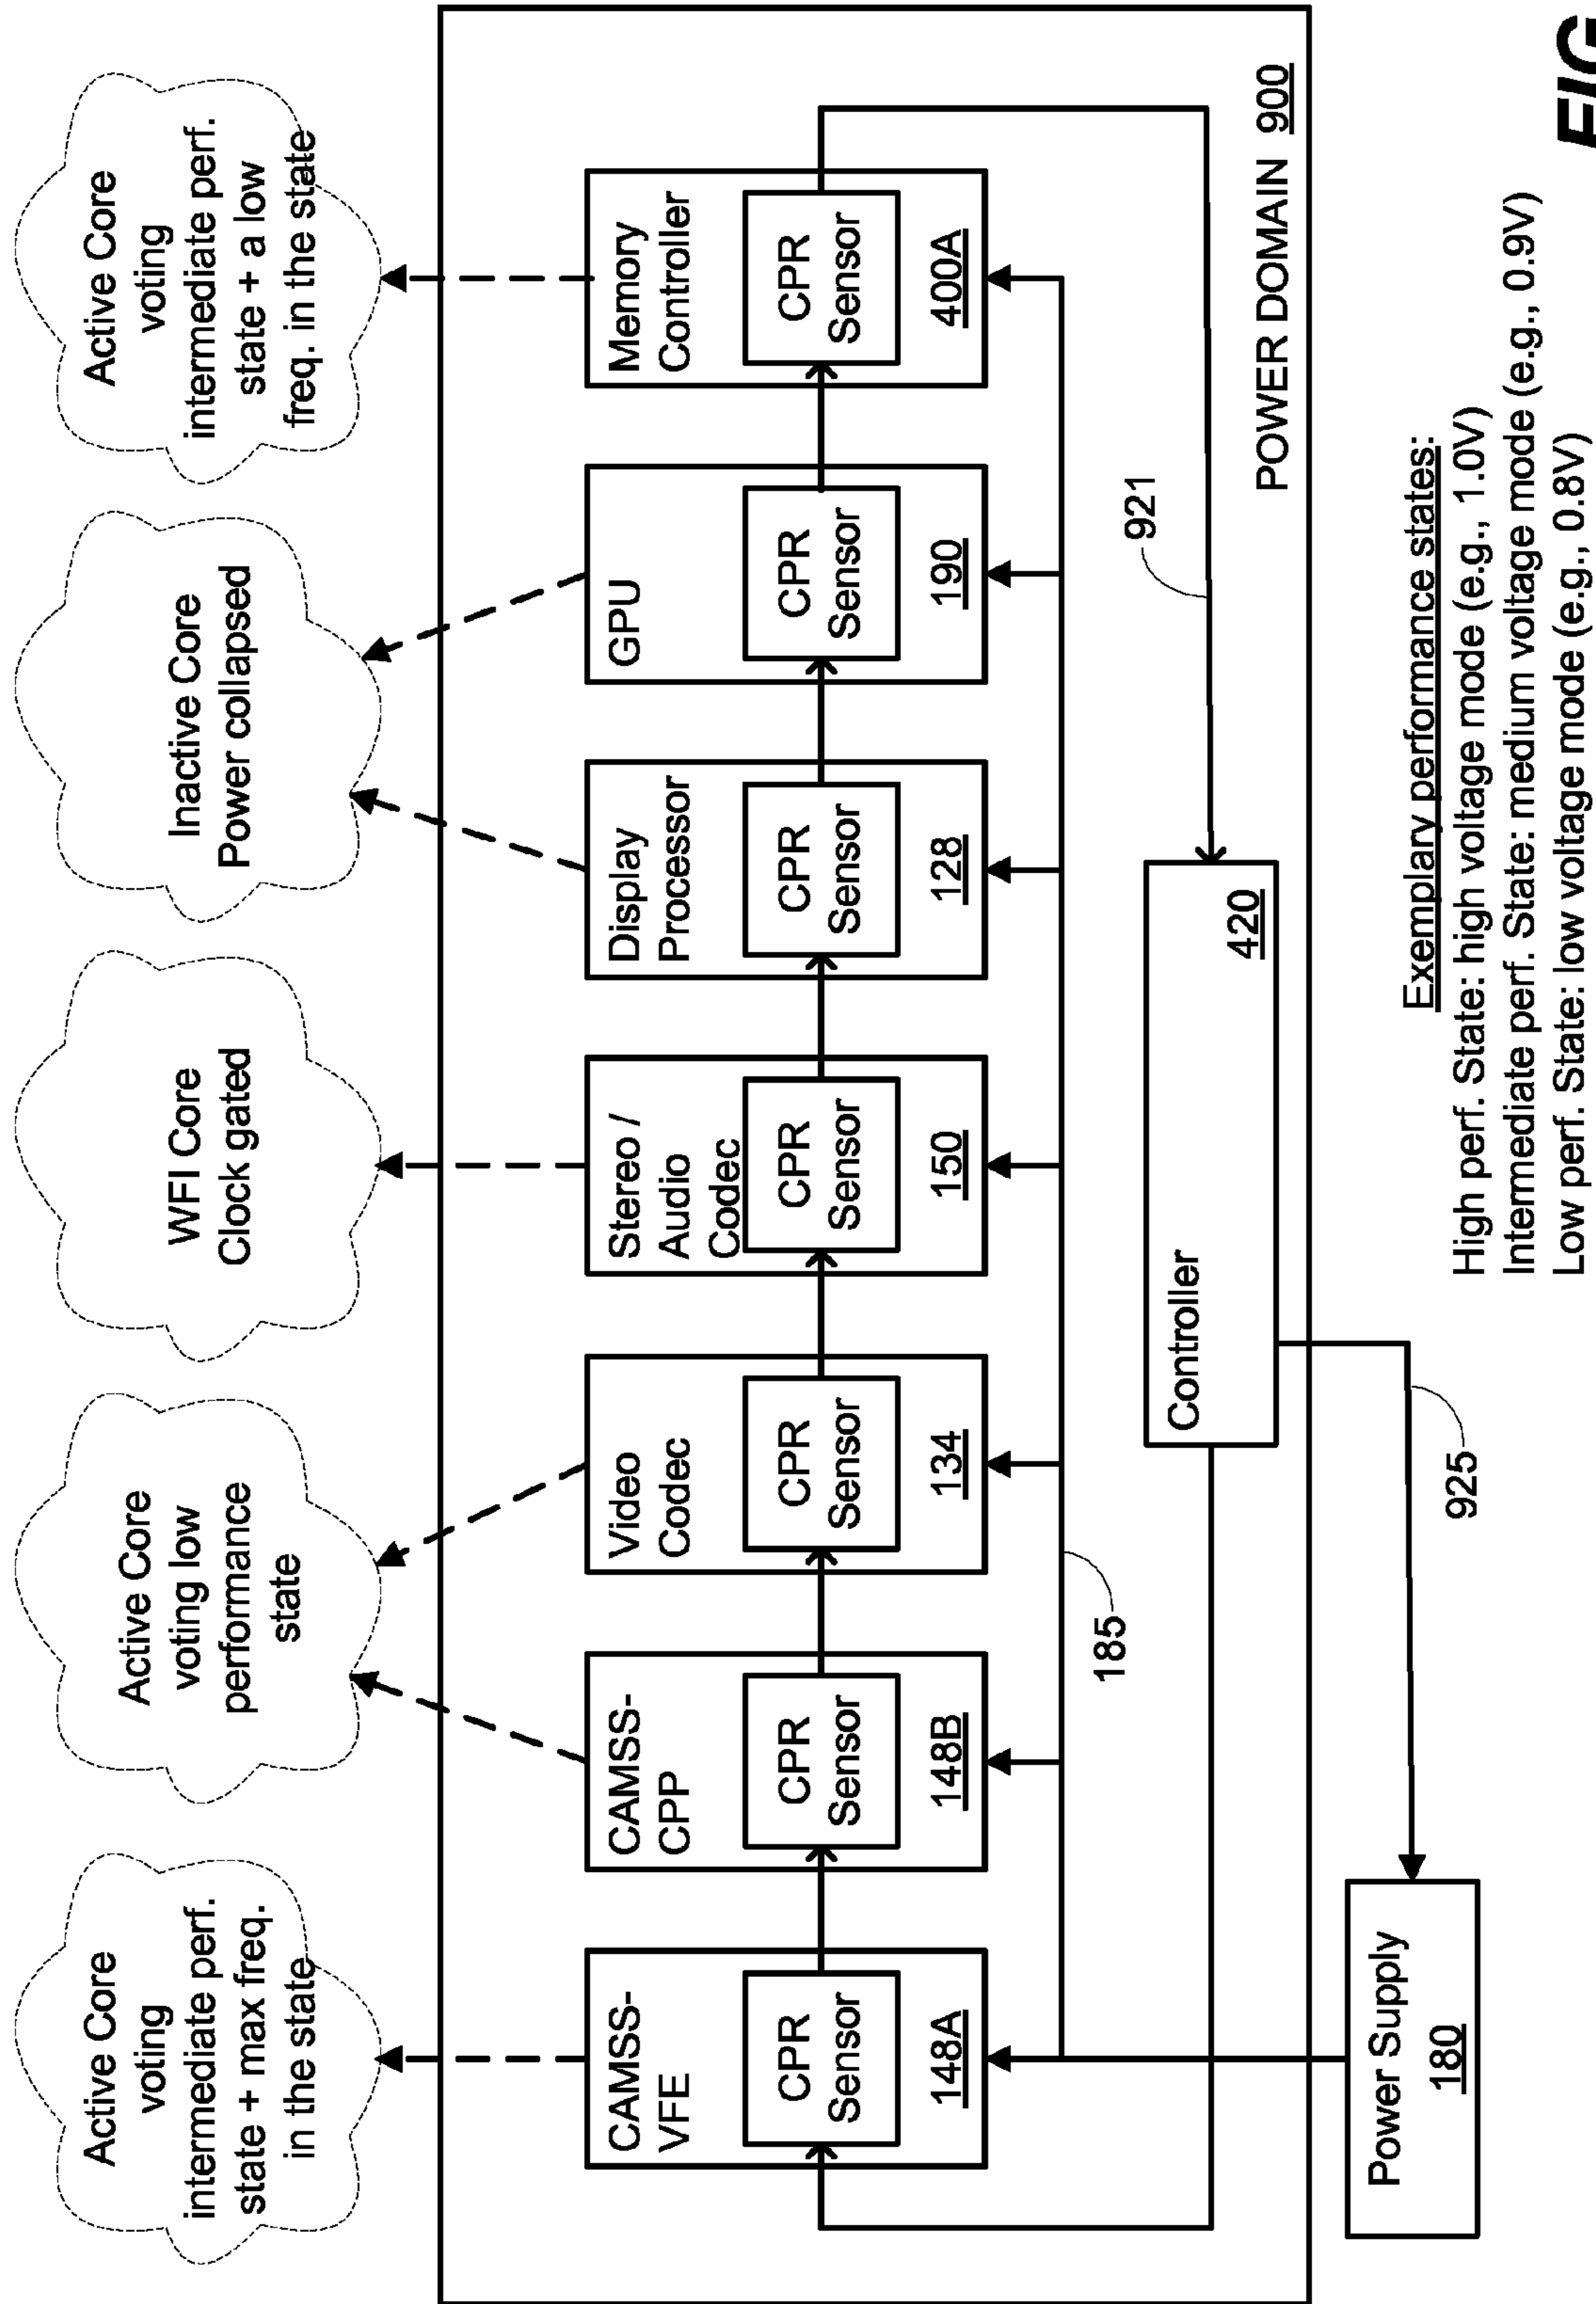 Active Core
voting
intermediate perf.
state + max freq.
in the state
Active Core
voting low
performance
state
WFI Core
Clock gated
Inactive Core
Power collapsed
Active Core
voting
intermediate perf.
state + a low
freq. in the state
CAMSS-
VFE
CPR
Sensor
148A
CAMSS-
CPP
CPR
Sensor
148B
Video
Codec
CPR
Sensor
134
Stereo /
Audio
Codec
CPR
Sensor
150
Display
Processor
CPR
Sensor
128
GPU
CPR
Sensor
190
Memory
Controller
CPR
Sensor
400A
185
921
Controller
420
POWER DOMAIN 900
925
Power Supply
180
Exemplary performance states:
High perf. State: high voltage mode (e.g., 1.0V)
Intermediate perf. State: medium voltage mode (e.g., 0.9V)
Low perf. State: low voltage mode (e.g., 0.8V)
FIG